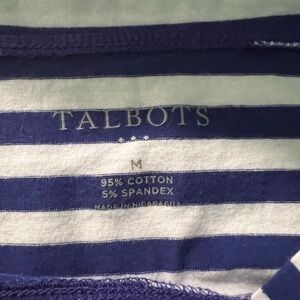 TALBOTS
M
95% COTTON
5% SPANDEX
MADE IN NICARAGUA